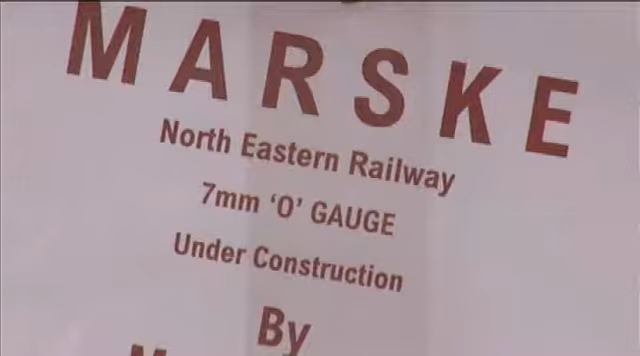 MARSKE
North Eastern Railway
7mm ‘O’ GAUGE
Under Construction
By